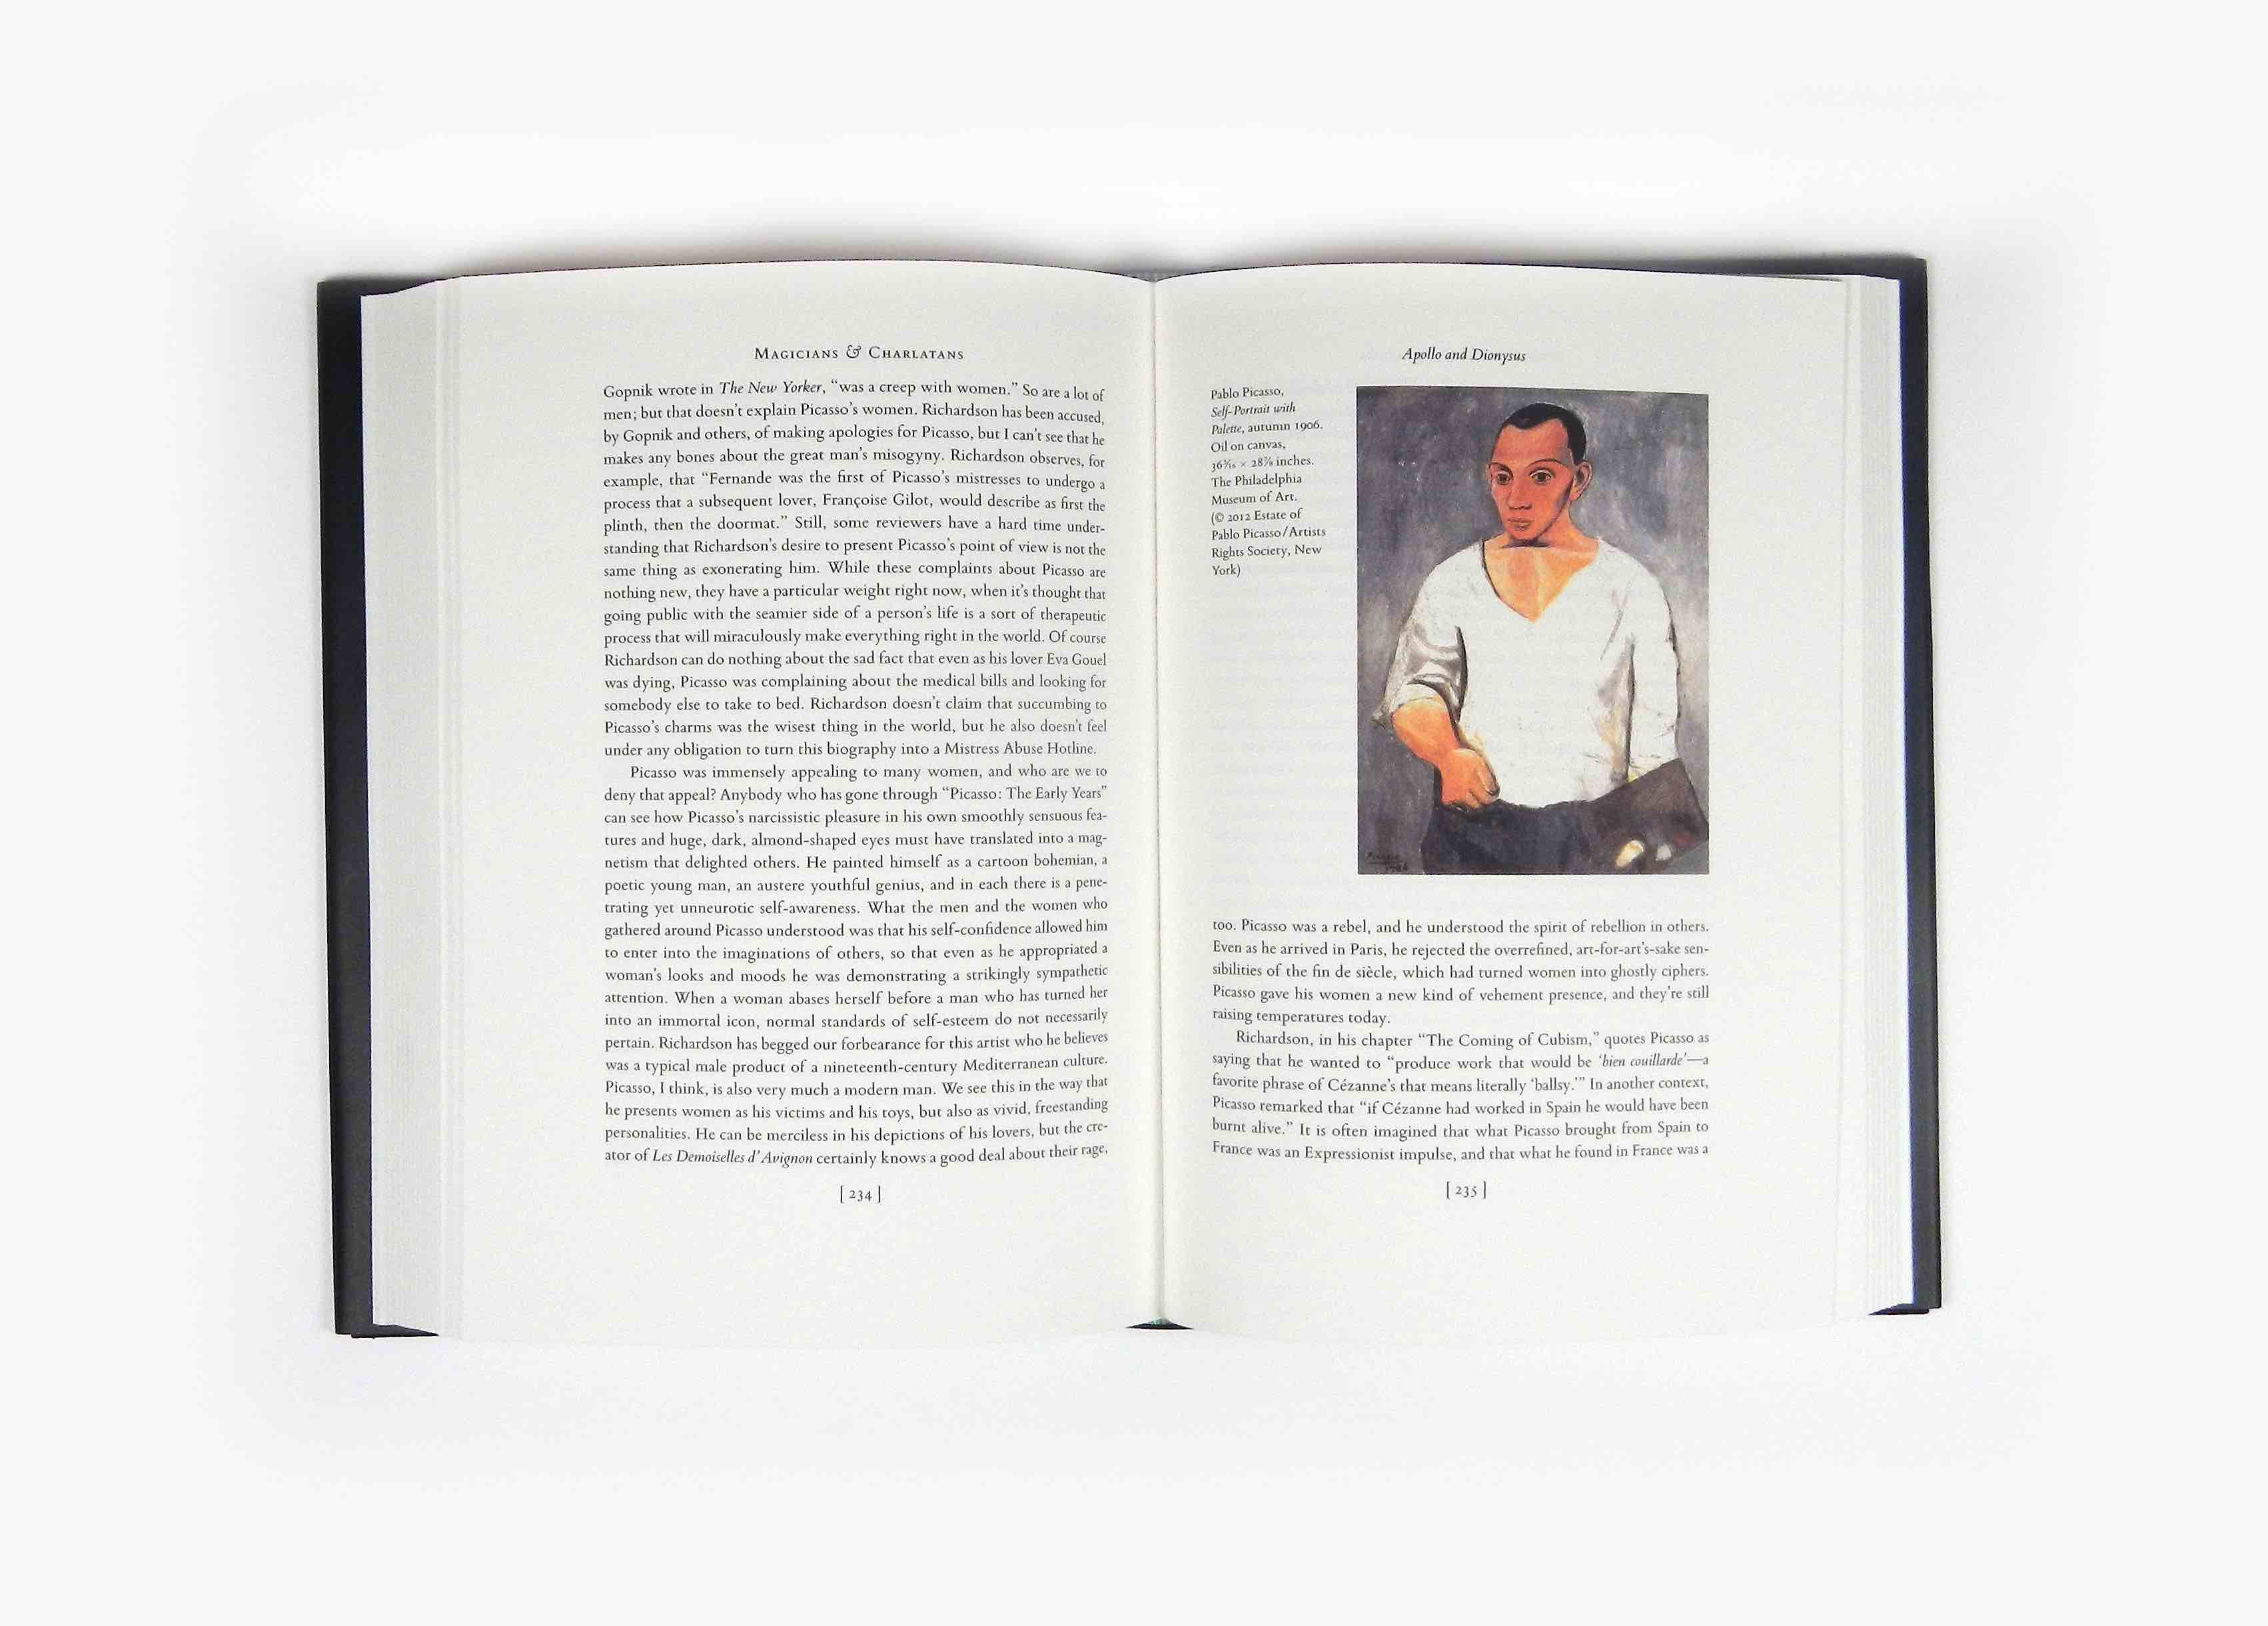 MAGICIANS & CHARLATANS
Gopnik wrote in The New Yorker, “was a creep with women.” So are a lot of
men; but that doesn’t explain Picasso’s women. Richardson has been accused,
by Gopnik and others, of making apologies for Picasso, but I can’t see that he
makes any bones about the great man’s misogyny. Richardson observes, for
example, that “Fernande was the first of Picasso’s mistresses to undergo a
process that a subsequent lover, Françoise Gilot, would describe as first the
plinth, then the doormat.” Still, some reviewers have a hard time under-
standing that Richardson’s desire to present Picasso’s point of view is not the
same thing as exonerating him. While these complaints about Picasso are
nothing new, they have a particular weight right now, when it’s thought that
going public with the seamier side of a person’s life is a sort of therapeutic
process that will miraculously make everything right in the world. Of course
Richardson can do nothing about the sad fact that even as his lover Eva Gouel
was dying, Picasso was complaining about the medical bills and looking for
somebody else to take to bed. Richardson doesn’t claim that succumbing to
Picasso’s charms was the wisest thing in the world, but he also doesn’t feel
under any obligation to turn this biography into a Mistress Abuse Hotline.
Picasso was immensely appealing to many women, and who are we to
deny that appeal? Anybody who has gone through “Picasso: The Early Years”
can see how Picasso’s narcissistic pleasure in his own smoothly sensuous fea-
tures and huge, dark, almond-shaped eyes must have translated into a mag-
netism that delighted others. He painted himself as a cartoon bohemian, a
poetic young man, an austere youthful genius, and in each there is a pene-
trating yet unneurotic self-awareness. What the men and the women who
gathered around Picasso understood was that his self-confidence allowed him
to enter into the imaginations of others, so that even as he appropriated a
woman’s looks and moods he was demonstrating a strikingly sympathetic
attention. When a woman abases herself before a man who has turned her
into an immortal icon, normal standards of self-esteem do not necessarily
pertain. Richardson has begged our forbearance for this artist who he believes
was a typical male product of a nineteenth-century Mediterranean culture.
Picasso, I think, is also very much a modern man. We see this in the way that
he presents women as his victims and his toys, but also as vivid, freestanding
personalities. He can be merciless in his depictions of his lovers, but the cre-
ator of Les Demoiselles d’Avignon certainly knows a good deal about their rage,
[ 234 ]
Apollo and Dionysus
Pablo Picasso,
Self-Portrait with
Palette, autumn 1906.
Oil on canvas,
36 3⁄16 × 28 7⁄8 inches.
The Philadelphia
Museum of Art.
(© 2012 Estate of
Pablo Picasso/Artists
Rights Society, New
York)
Picasso
1906
too. Picasso was a rebel, and he understood the spirit of rebellion in others.
Even as he arrived in Paris, he rejected the overrefined, art-for-art’s-sake sen-
sibilities of the fin de siècle, which had turned women into ghostly ciphers.
Picasso gave his women a new kind of vehement presence, and they’re still
raising temperatures today.
Richardson, in his chapter “The Coming of Cubism,” quotes Picasso as
saying that he wanted to “produce work that would be ‘bien couillarde’—a
favorite phrase of Cézanne’s that means literally ‘ballsy.’” In another context,
Picasso remarked that “if Cézanne had worked in Spain he would have been
burnt alive.” It is often imagined that what Picasso brought from Spain to
France was an Expressionist impulse, and that what he found in France was a
[ 235 ]